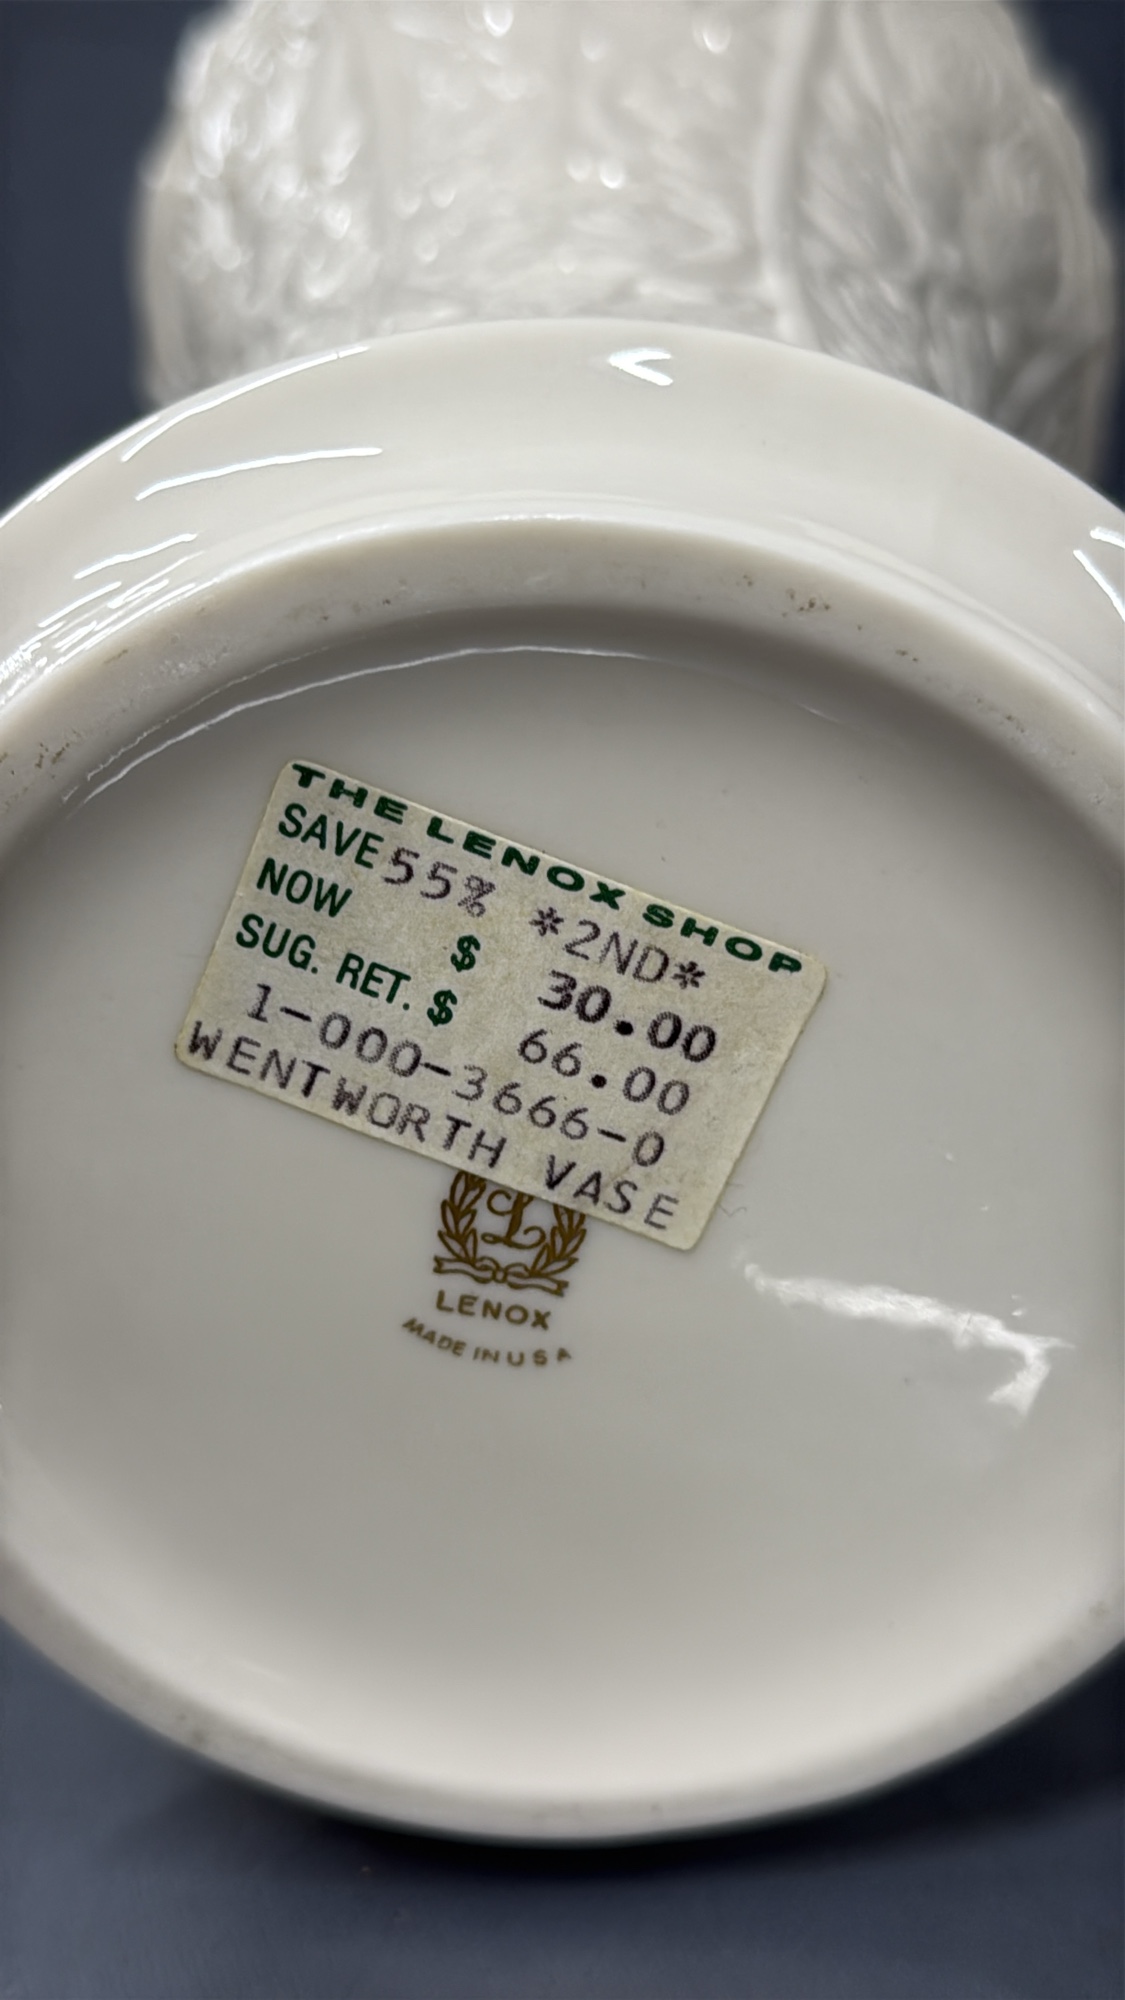 THE LENOX SHOP
SAVE 55% *2ND*
NOW $ 30.00
SUG. RET. $ 66.00
1-000-3666-0
WENTWORTH VASE
L
LENOX
MADE IN USA